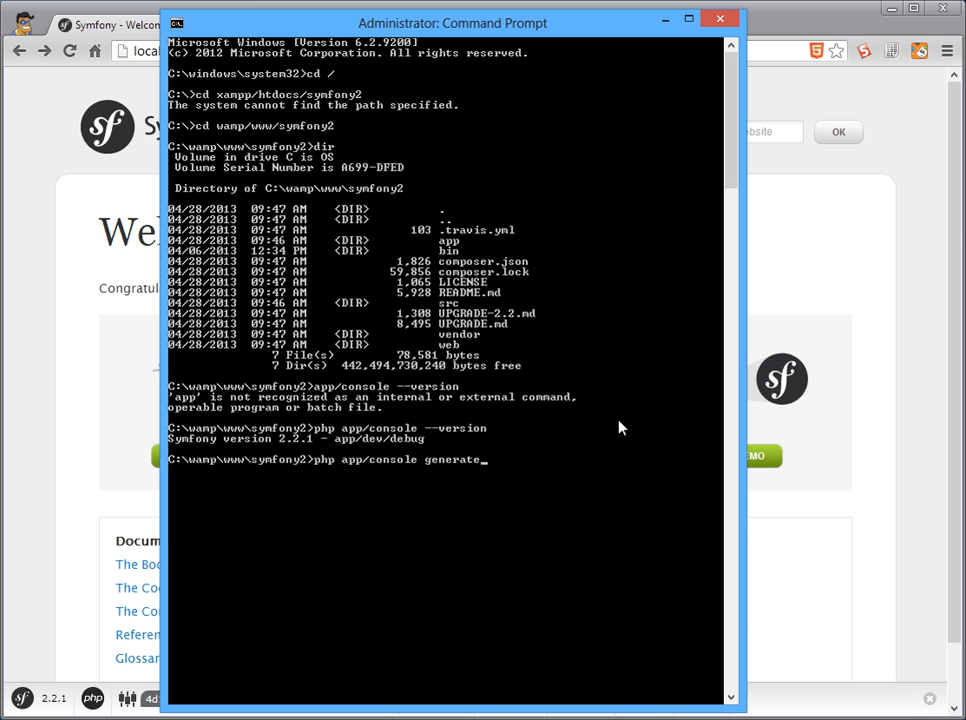 Symfony - Welcom
Administrator: Command Prompt
local
Sy
ebsite
OK
Wel
Congratul
Microsoft Windows [Version 6.2.9200]
(c) 2012 Microsoft Corporation. All rights reserved.
C:\windows\system32>cd /
C:\>cd xampp/htdocs/symfony2
The system cannot find the path specified.
C:\>cd wamp/www/symfony2
C:\wamp\www\symfony2>dir
Volume in drive C is OS
Volume Serial Number is A699-DFED
Directory of C:\wamp\www\symfony2
04/28/2013 09:47 AM <DIR> .
04/28/2013 09:47 AM <DIR> ..
04/28/2013 09:47 AM 103 .travis.yml
04/28/2013 09:46 AM <DIR> app
04/06/2013 12:34 PM <DIR> bin
04/28/2013 09:47 AM 1,826 composer.json
04/28/2013 09:47 AM 59,856 composer.lock
04/28/2013 09:47 AM 1,065 LICENSE
04/28/2013 09:47 AM 5,928 README.md
04/28/2013 09:46 AM <DIR> src
04/28/2013 09:47 AM 1,308 UPGRADE-2.2.md
04/28/2013 09:47 AM 8,495 UPGRADE.md
04/28/2013 09:47 AM <DIR> vendor
04/28/2013 09:47 AM <DIR> web
7 File(s) 78,581 bytes
7 Dir(s) 442,494,730,240 bytes free
C:\wamp\www\symfony2>app/console --version
'app' is not recognized as an internal or external command,
operable program or batch file.
C:\wamp\www\symfony2>php app/console --version
Symfony version 2.2.1 - app/dev/debug
C:\wamp\www\symfony2>php app/console generate_
EMO
Docum
The Boo
The Coo
The Co
Referen
Glossar
sf
2.2.1
php
4d